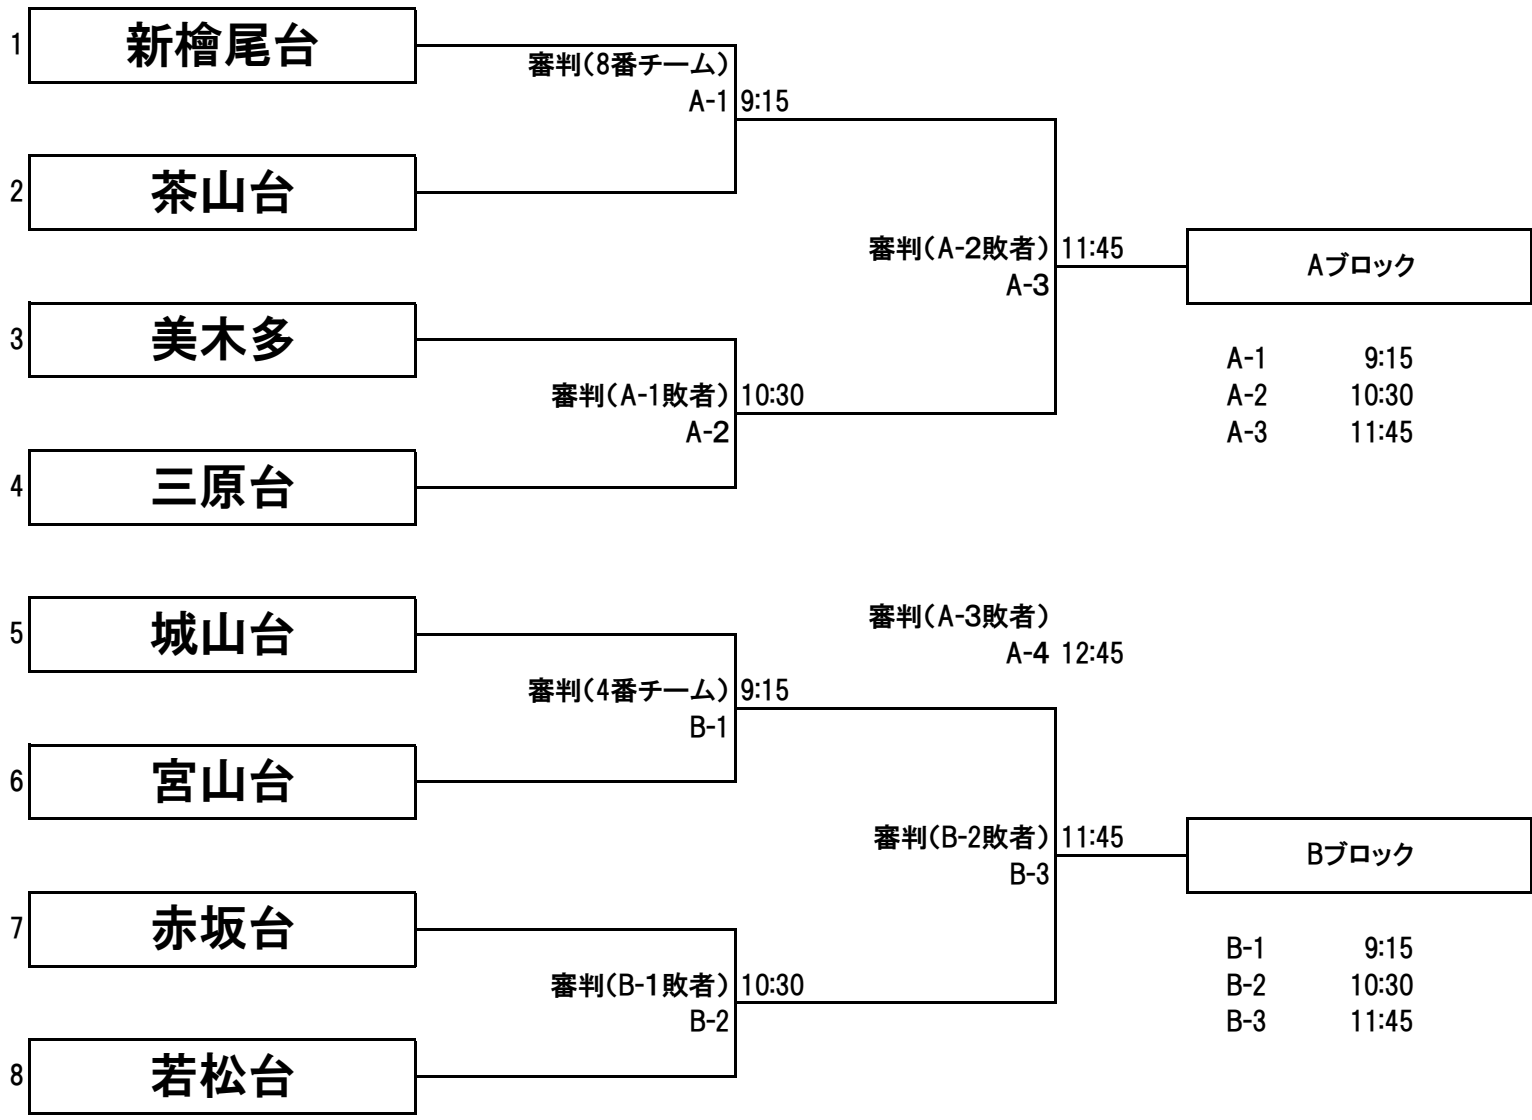 1 新檜尾台
審判(8番チーム)
A-1 9:15
2 茶山台
審判(A-2敗者) 11:45
A-3
Aブロック
3 美木多
A-1 9:15
審判(A-1敗者) 10:30
A-2 10:30
A-2
A-3 11:45
4 三原台
5 城山台
審判(A-3敗者)
A-4 12:45
審判(4番チーム) 9:15
B-1
6 宮山台
審判(B-2敗者) 11:45
B-3
Bブロック
7 赤坂台
B-1 9:15
審判(B-1敗者) 10:30
B-2 10:30
B-2
B-3 11:45
8 若松台